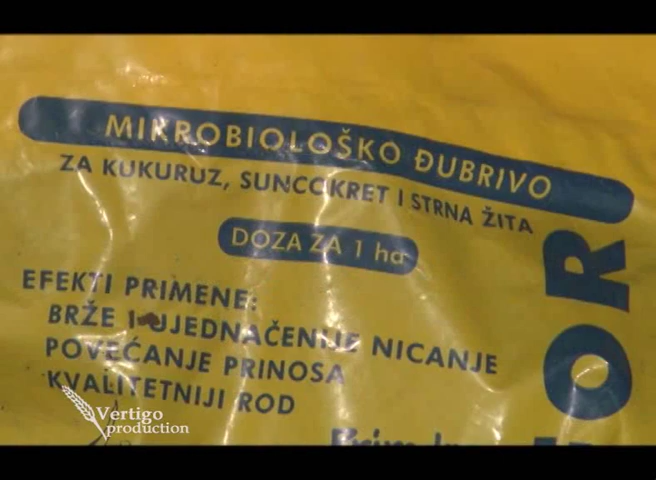 MIKROBIOLOŠKO ĐUBRIVO
ZA KUKURUZ, SUNCOKRET I STRNA ŽITA
DOZA ZA 1 ha
EFEKTI PRIMENE:
BRŽE I UJEDNAČENIJE NICANJE
POVEĆANJE PRINOSA
KVALITETNIJI ROD
OR
Vertigo
production